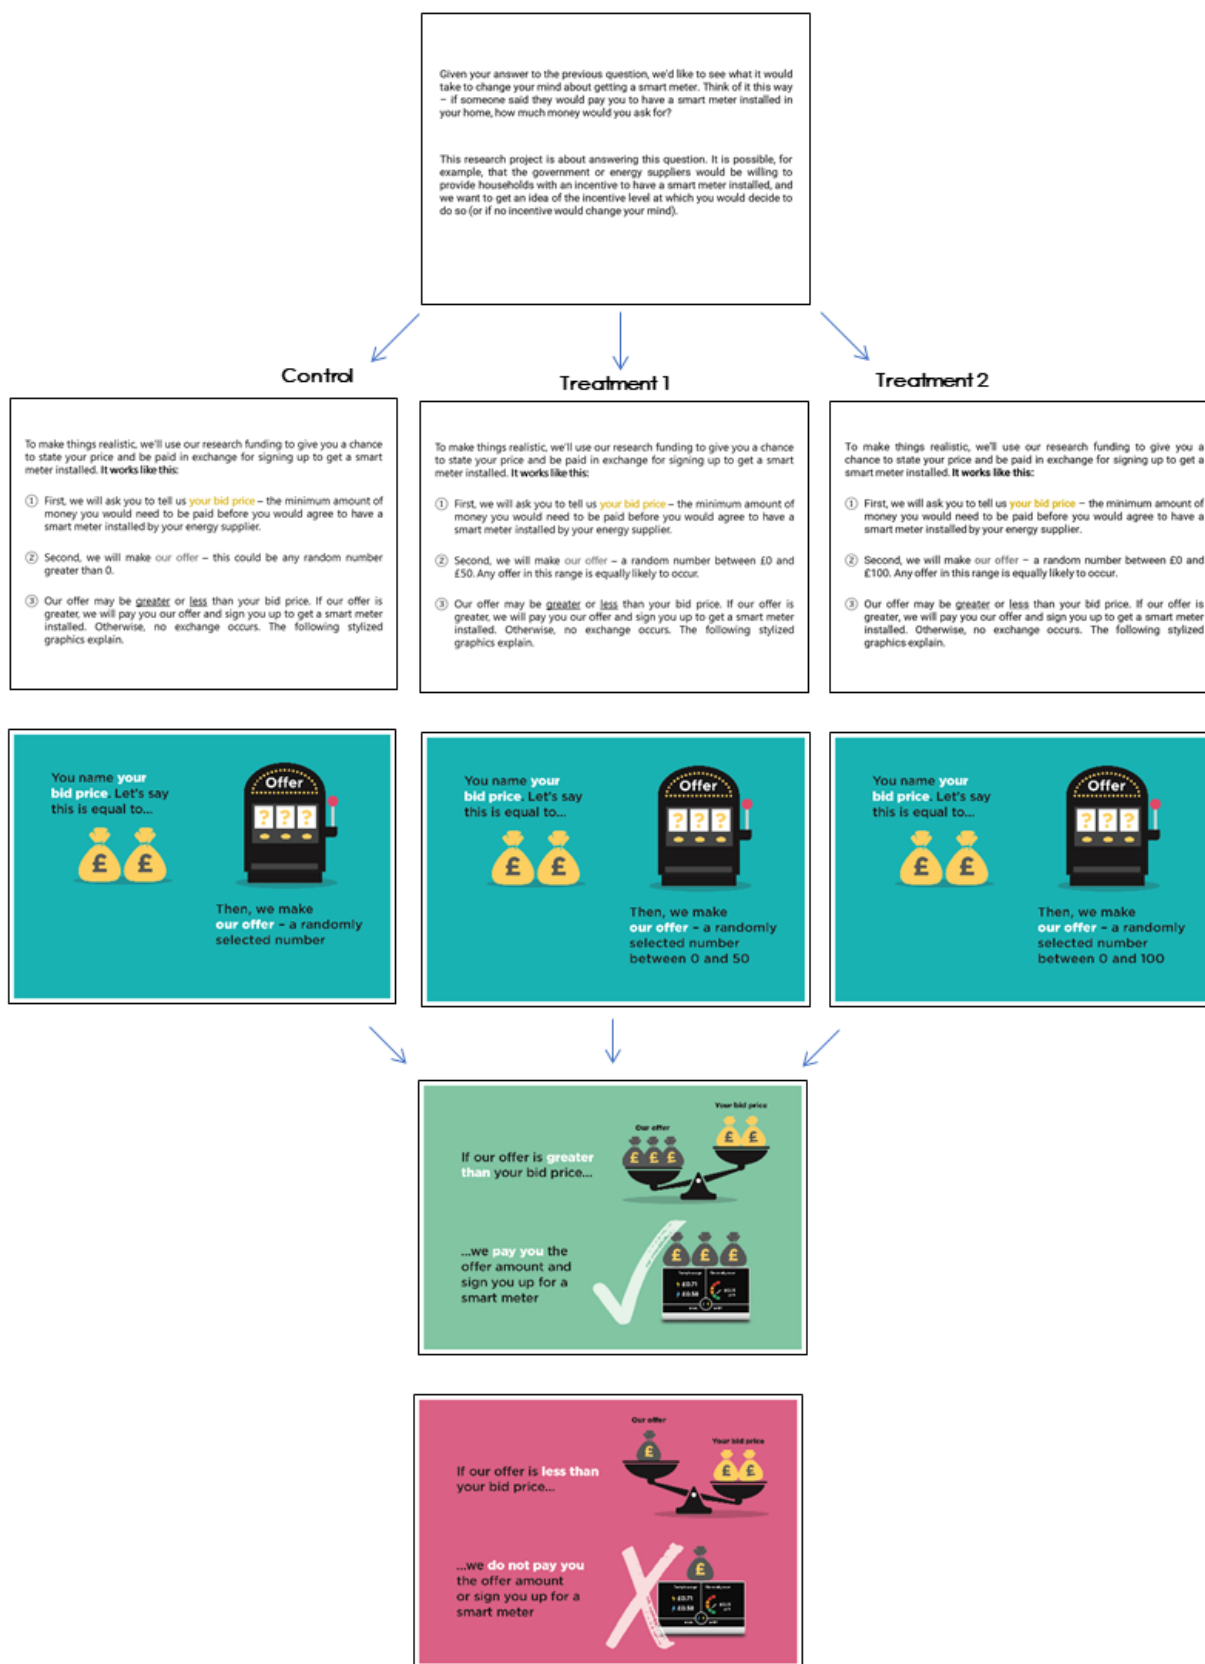 Given your answer to the previous question, we'd like to see what it would
take to change your mind about getting a smart meter. Think of it this way
– if someone said they would pay you to have a smart meter installed in
your home, how much money would you ask for?
This research project is about answering this question. It is possible, for
example, that the government or energy suppliers would be willing to
provide households with an incentive to have a smart meter installed, and
we want to get an idea of the incentive level at which you would decide to
do so (or if no incentive would change your mind).
Control
To make things realistic, we'll use our research funding to give you a chance
to state your price and be paid in exchange for signing up to get a smart
meter installed. It works like this:
① First, we will ask you to tell us your bid price – the minimum amount of
money you would need to be paid before you would agree to have a
smart meter installed by your energy supplier.
② Second, we will make our offer – this could be any random number
greater than 0.
③ Our offer may be greater or less than your bid price. If our offer is
greater, we will pay you our offer and sign you up to get a smart meter
installed. Otherwise, no exchange occurs. The following stylized
graphics explain.
Treatment 1
To make things realistic, we'll use our research funding to give you a chance
to state your price and be paid in exchange for signing up to get a smart
meter installed. It works like this:
① First, we will ask you to tell us your bid price – the minimum amount of
money you would need to be paid before you would agree to have a
smart meter installed by your energy supplier.
② Second, we will make our offer – a random number between £0 and
£50. Any offer in this range is equally likely to occur.
③ Our offer may be greater or less than your bid price. If our offer is
greater, we will pay you our offer and sign you up to get a smart meter
installed. Otherwise, no exchange occurs. The following stylized
graphics explain.
Treatment 2
To make things realistic, we'll use our research funding to give you a
chance to state your price and be paid in exchange for signing up to get a
smart meter installed. It works like this:
① First, we will ask you to tell us your bid price – the minimum amount of
money you would need to be paid before you would agree to have a
smart meter installed by your energy supplier.
② Second, we will make our offer – a random number between £0 and
£100. Any offer in this range is equally likely to occur.
③ Our offer may be greater or less than your bid price. If our offer is
greater, we will pay you our offer and sign you up to get a smart meter
installed. Otherwise, no exchange occurs. The following stylized
graphics explain.
You name your
bid price. Let's say
this is equal to...
£ £
Offer
? ? ?
Then, we make
our offer – a randomly
selected number
You name your
bid price. Let's say
this is equal to...
£ £
Offer
? ? ?
Then, we make
our offer – a randomly
selected number
between 0 and 50
You name your
bid price. Let's say
this is equal to...
£ £
Offer
? ? ?
Then, we make
our offer – a randomly
selected number
between 0 and 100
If our offer is greater
than your bid price...
Our offer
£ £ £
Your bid price
£ £
...we pay you the
offer amount and
sign you up for a
smart meter
£ £ £
£0.71
£0.58
If our offer is less than
your bid price...
Our offer
£
Your bid price
£ £
...we do not pay you
the offer amount
or sign you up for a
smart meter
£
£0.71
£0.58